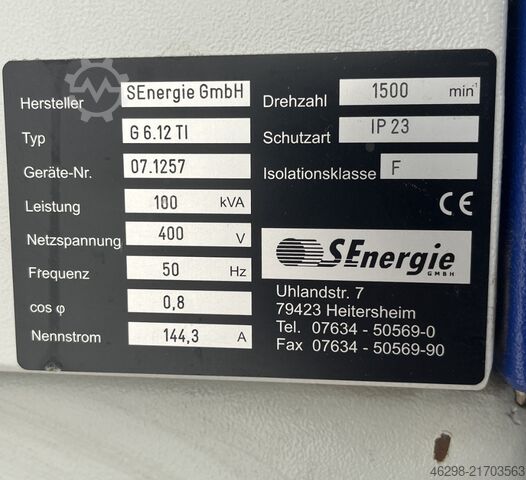 Hersteller SEnergie GmbH
Typ G 6.12 TI
Geräte-Nr. 07.1257
Leistung 100 kVA
Netzspannung 400 V
Frequenz 50 Hz
cos φ 0,8
Nennstrom 144,3 A
Drehzahl 1500 min-1
Schutzart IP 23
Isolationsklasse F
CE
SEnergie
GMBH
Uhlandstr. 7
79423 Heitersheim
Tel. 07634 - 50569-0
Fax 07634 - 50569-90
46298-21703563